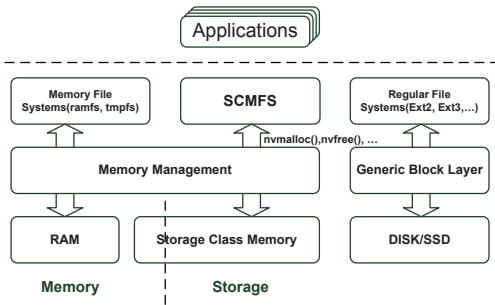 Applications
Memory File
Systems(ramfs, tmpfs)
SCMFS
Regular File
Systems(Ext2, Ext3,...)
nvmalloc(),nvfree(), ...
Memory Management
Generic Block Layer
RAM
Storage Class Memory
DISK/SSD
Memory
Storage